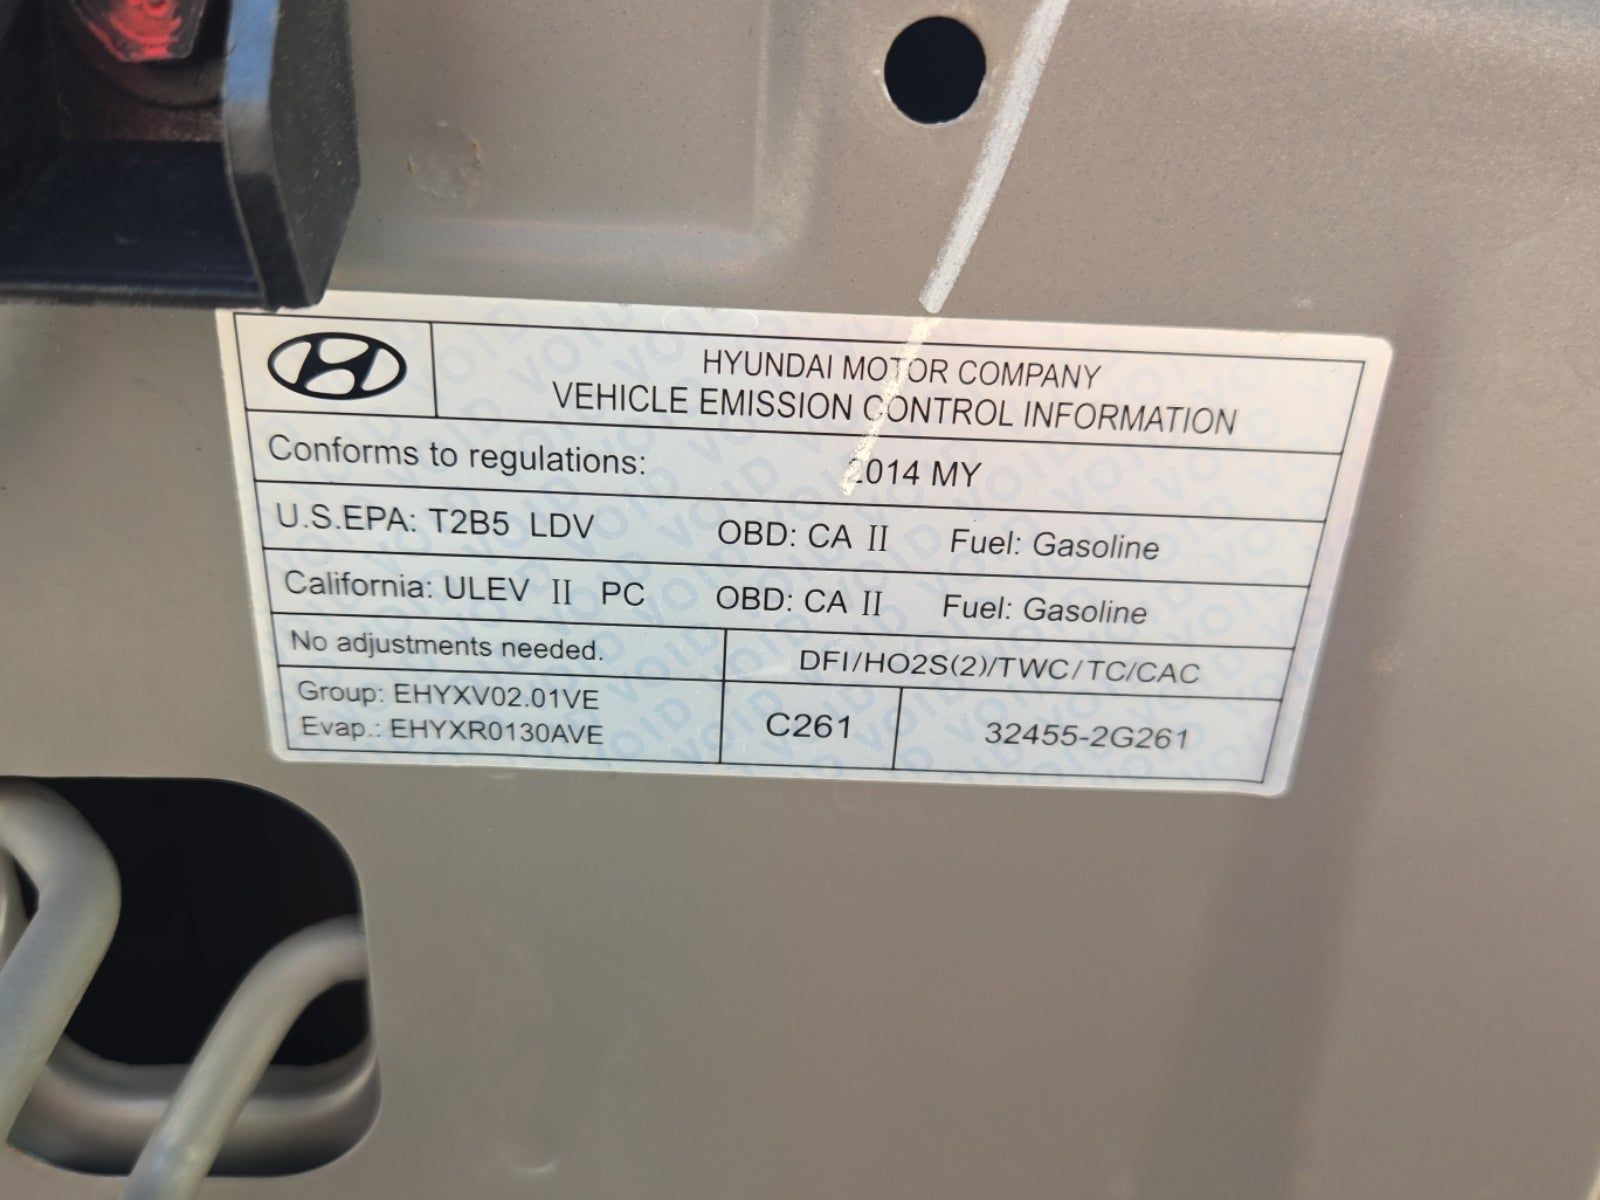 HYUNDAI MOTOR COMPANY
VEHICLE EMISSION CONTROL INFORMATION
Conforms to regulations: 2014 MY
U.S.EPA: T2B5 LDV OBD: CA II Fuel: Gasoline
California: ULEV II PC OBD: CA II Fuel: Gasoline
No adjustments needed. DFI/HO2S(2)/TWC/TC/CAC
Group: EHYXV02.01VE
Evap.: EHYXR0130AVE
C261 32455-2G261